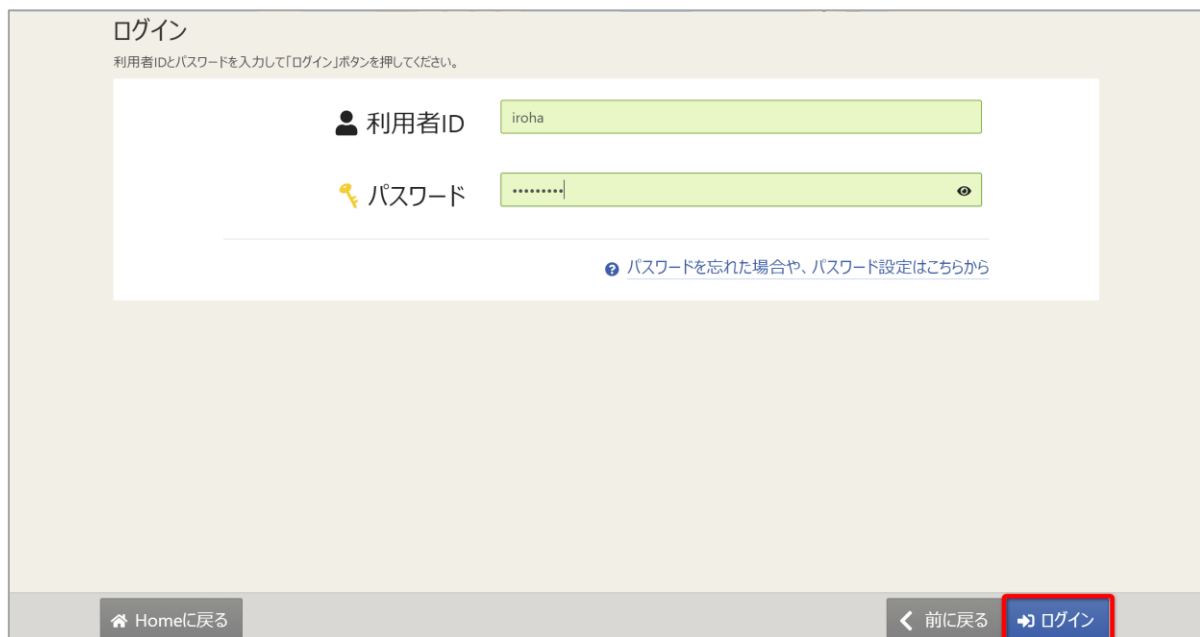 ログイン
利用者IDとパスワードを入力して「ログイン」ボタンを押してください。
利用者ID
iroha
パスワード
•••••••••
パスワードを忘れた場合や、パスワード設定はこちらから
Homeに戻る
前に戻る
ログイン